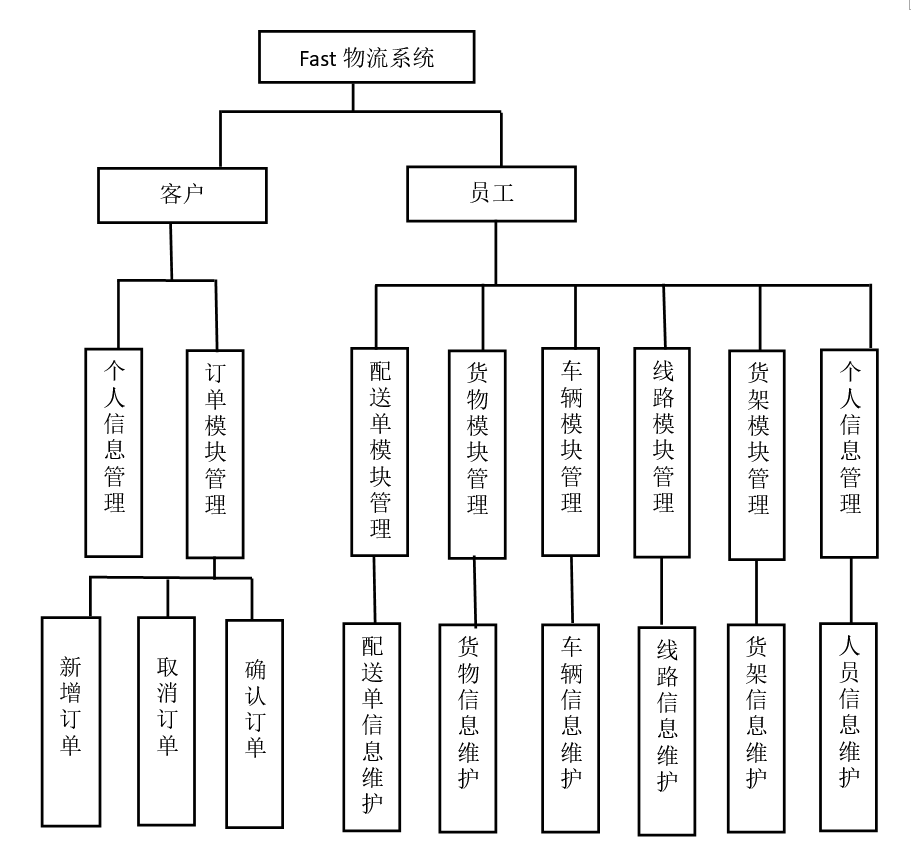 Fast 物流系统
客户
员工
个人信息管理
订单模块管理
配送单模块管理
货物模块管理
车辆模块管理
线路模块管理
货架模块管理
个人信息管理
新增订单
取消订单
确认订单
配送单信息维护
货物信息维护
车辆信息维护
线路信息维护
货架信息维护
人员信息维护